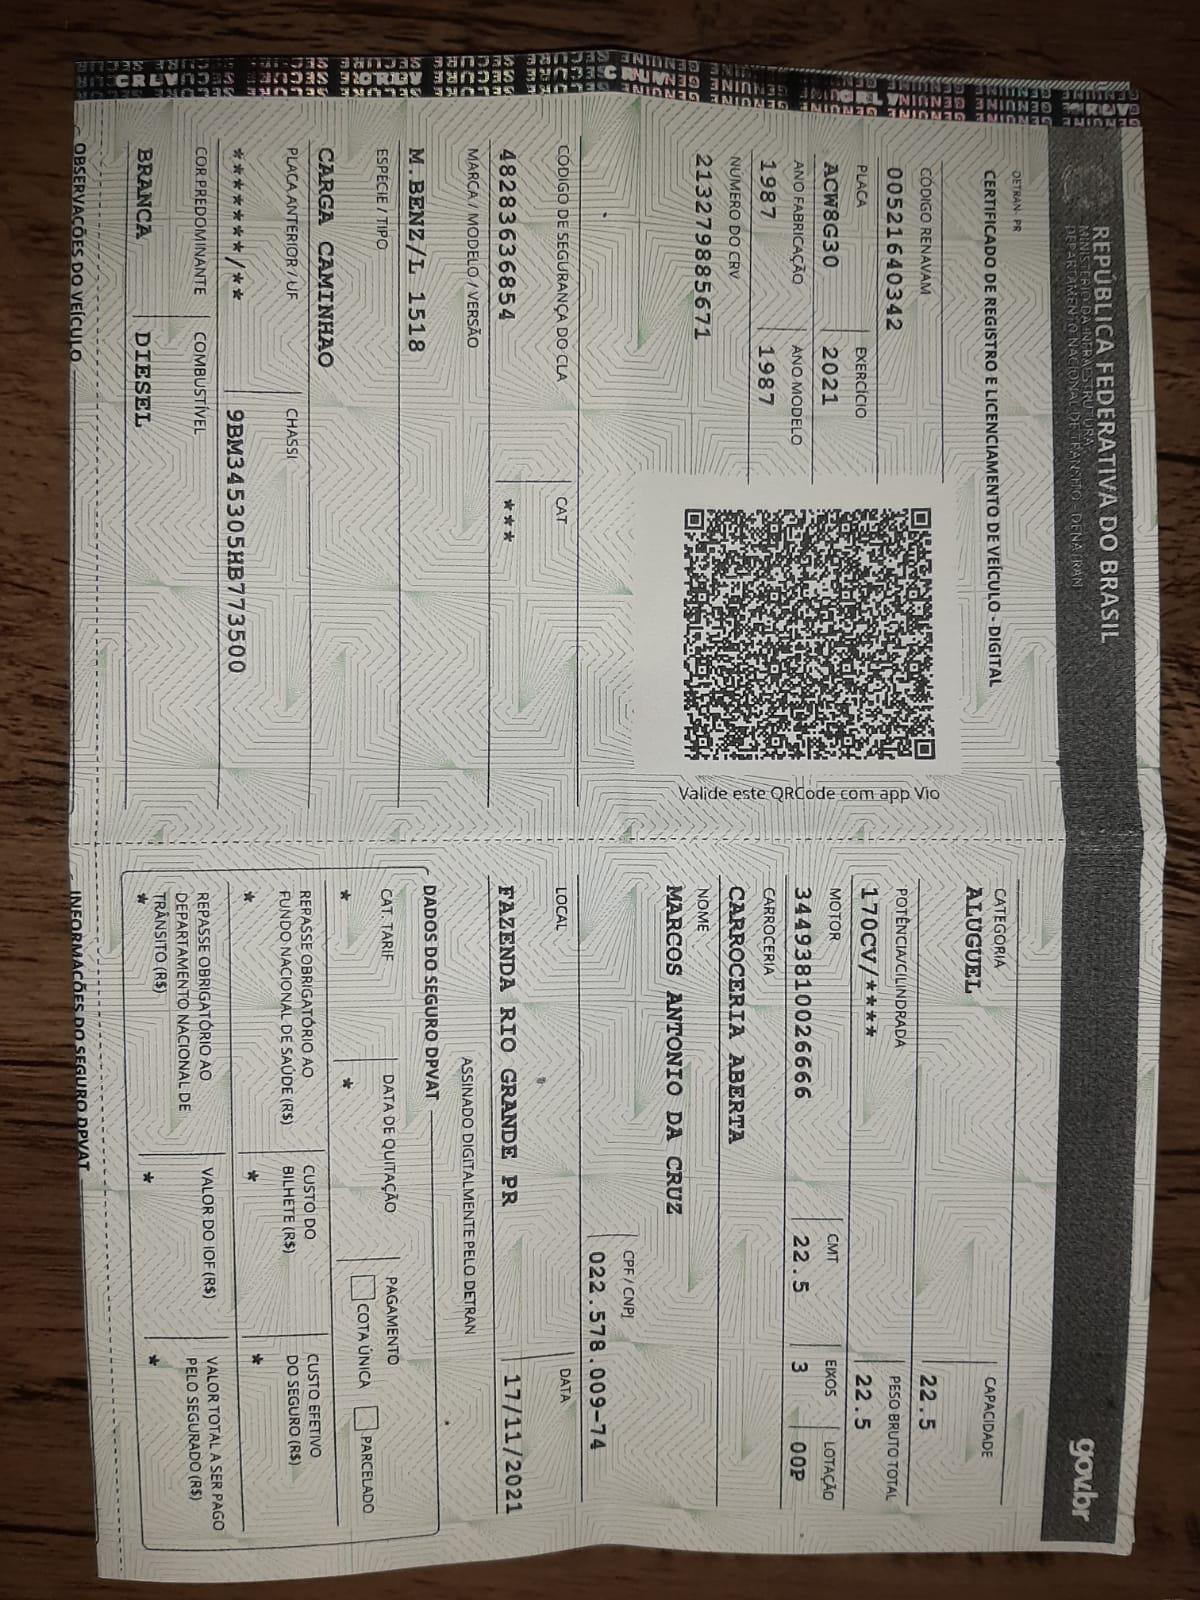 REPÚBLICA FEDERATIVA DO BRASIL
MINISTÉRIO DA INFRAESTRUTURA
DEPARTAMENTO NACIONAL DE TRÂNSITO - DENATRAN
gov.br
DETRAN- PR
CERTIFICADO DE REGISTRO E LICENCIAMENTO DE VEÍCULO - DIGITAL
CÓDIGO RENAVAM
00521640342
PLACA EXERCÍCIO
ACW8G30 2021
ANO FABRICAÇÃO ANO MODELO
1987 1987
NÚMERO DO CRV
213279885671
Valide este QRCode com app Vio
CÓDIGO DE SEGURANÇA DO CLA CAT
48283636854 ***
MARCA / MODELO / VERSÃO
M.BENZ/L 1518
ESPÉCIE / TIPO
CARGA CAMINHAO
PLACA ANTERIOR / UF CHASSI
*******/** 9BM345305HB773500
COR PREDOMINANTE COMBUSTÍVEL
BRANCA DIESEL
OBSERVAÇÕES DO VEÍCULO
CATEGORIA CAPACIDADE
ALUGUEL 22.5
POTÊNCIA/CILINDRADA PESO BRUTO TOTAL
170CV/**** 22.5
MOTOR CMT EIXOS LOTAÇÃO
34493810026666 22.5 3 00P
CARROCERIA
CARROCERIA ABERTA
NOME
MARCOS ANTONIO DA CRUZ
CPF / CNPJ
022.578.009-74
LOCAL DATA
FAZENDA RIO GRANDE PR 17/11/2021
ASSINADO DIGITALMENTE PELO DETRAN
DADOS DO SEGURO DPVAT
CAT. TARIF DATA DE QUITAÇÃO PAGAMENTO
* * COTA ÚNICA PARCELADO
REPASSE OBRIGATÓRIO AO
FUNDO NACIONAL DE SAÚDE (R$)
*
CUSTO DO
BILHETE (R$)
*
CUSTO EFETIVO
DO SEGURO (R$)
*
REPASSE OBRIGATÓRIO AO
DEPARTAMENTO NACIONAL DE
TRÂNSITO (R$)
*
VALOR DO IOF (R$)
*
VALOR TOTAL A SER PAGO
PELO SEGURADO (R$)
*
INFORMAÇÕES DO SEGURO DPVAT